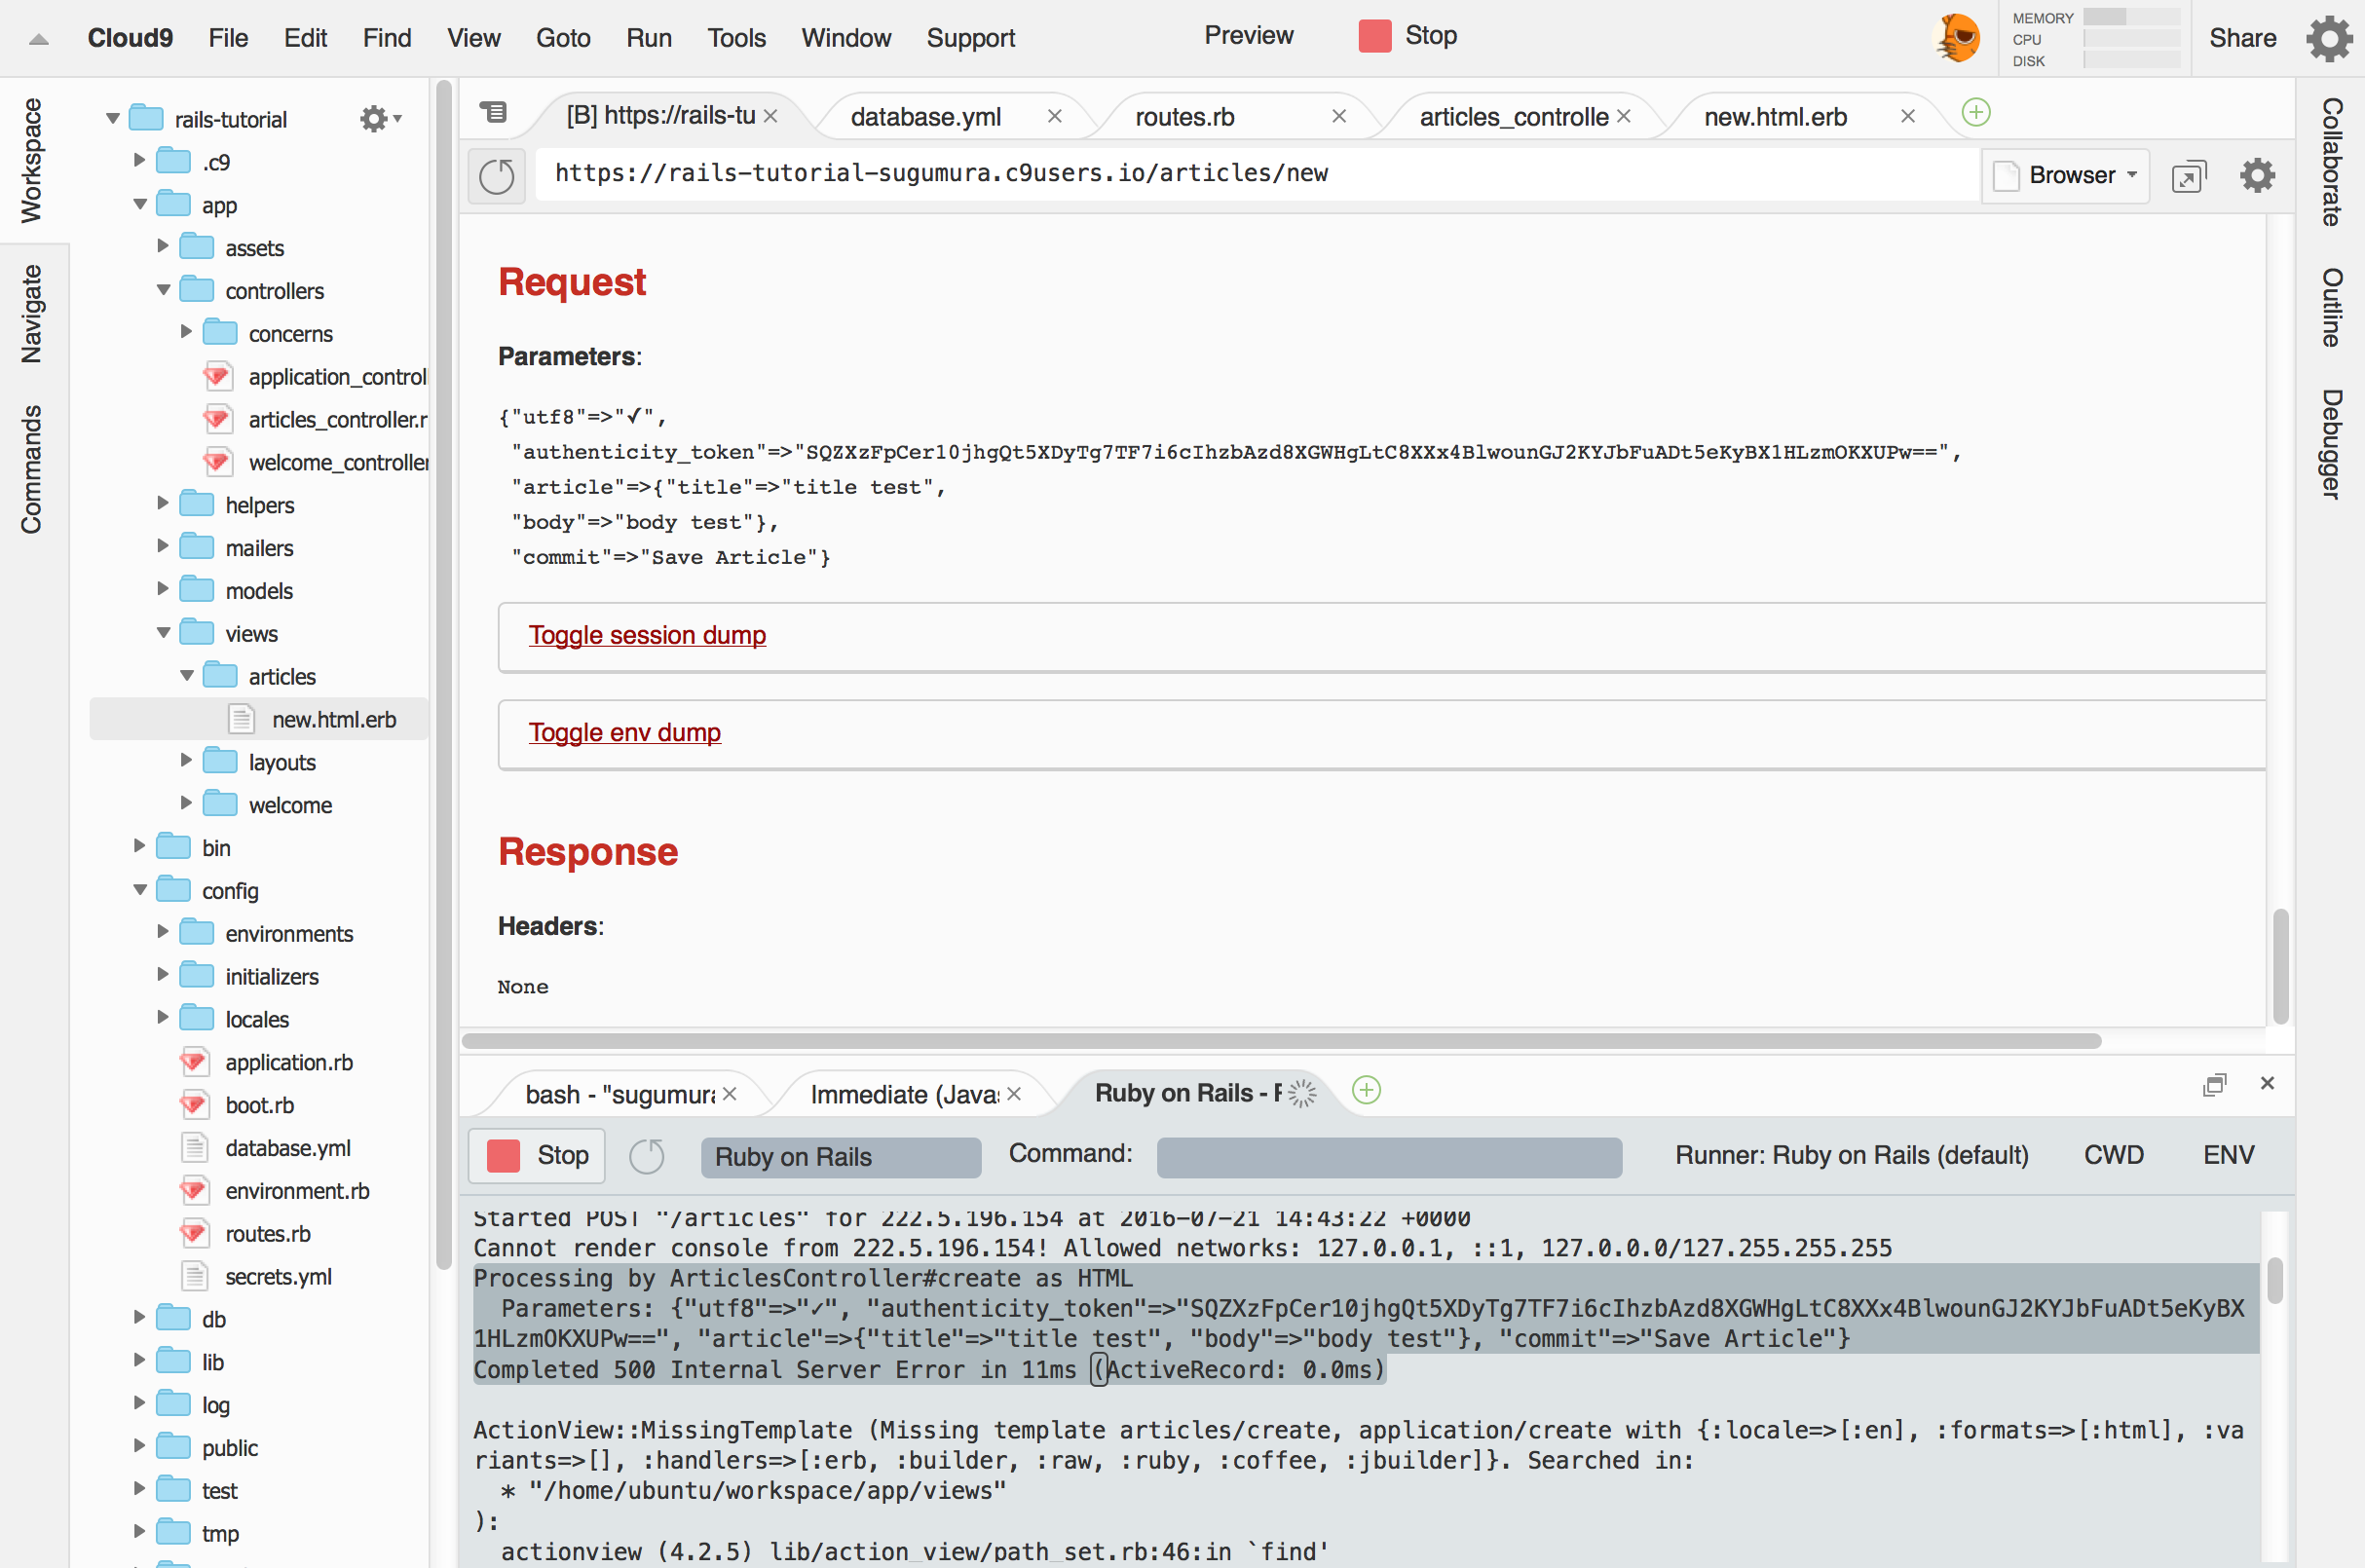 Cloud9 File Edit Find View Goto Run Tools Window Support Preview Stop
MEMORY
CPU
DISK
Share
Workspace
Navigate
Commands
rails-tutorial
.c9
app
assets
controllers
concerns
application_control
articles_controller.r
welcome_controller
helpers
mailers
models
views
articles
new.html.erb
layouts
welcome
bin
config
environments
initializers
locales
application.rb
boot.rb
database.yml
environment.rb
routes.rb
secrets.yml
db
lib
log
public
test
tmp
[B] https://rails-tu database.yml routes.rb articles_controlle new.html.erb
https://rails-tutorial-sugumura.c9users.io/articles/new
Browser
Request
Parameters:
{"utf8"=>"✓",
"authenticity_token"=>"SQZXzFpCer10jhgQt5XDyTg7TF7i6cIhzbAzd8XGWHgLtC8XXx4BlwounGJ2KYJbFuADt5eKyBX1HLzmOKXUPw==",
"article"=>{"title"=>"title test",
"body"=>"body test"},
"commit"=>"Save Article"}
Toggle session dump
Toggle env dump
Response
Headers:
None
bash - "sugumura Immediate (Javas Ruby on Rails - R
Stop Ruby on Rails Command: Runner: Ruby on Rails (default) CWD ENV
Started POST "/articles" for 222.5.196.154 at 2016-07-21 14:43:22 +0000
Cannot render console from 222.5.196.154! Allowed networks: 127.0.0.1, ::1, 127.0.0.0/127.255.255.255
Processing by ArticlesController#create as HTML
Parameters: {"utf8"=>"✓", "authenticity_token"=>"SQZXzFpCer10jhgQt5XDyTg7TF7i6cIhzbAzd8XGWHgLtC8XXx4BlwounGJ2KYJbFuADt5eKyBX
1HLzmOKXUPw==", "article"=>{"title"=>"title test", "body"=>"body test"}, "commit"=>"Save Article"}
Completed 500 Internal Server Error in 11ms (ActiveRecord: 0.0ms)
ActionView::MissingTemplate (Missing template articles/create, application/create with {:locale=>[:en], :formats=>[:html], :va
riants=>[], :handlers=>[:erb, :builder, :raw, :ruby, :coffee, :jbuilder]}. Searched in:
* "/home/ubuntu/workspace/app/views"
):
actionview (4.2.5) lib/action_view/path_set.rb:46:in `find'
Collaborate
Outline
Debugger